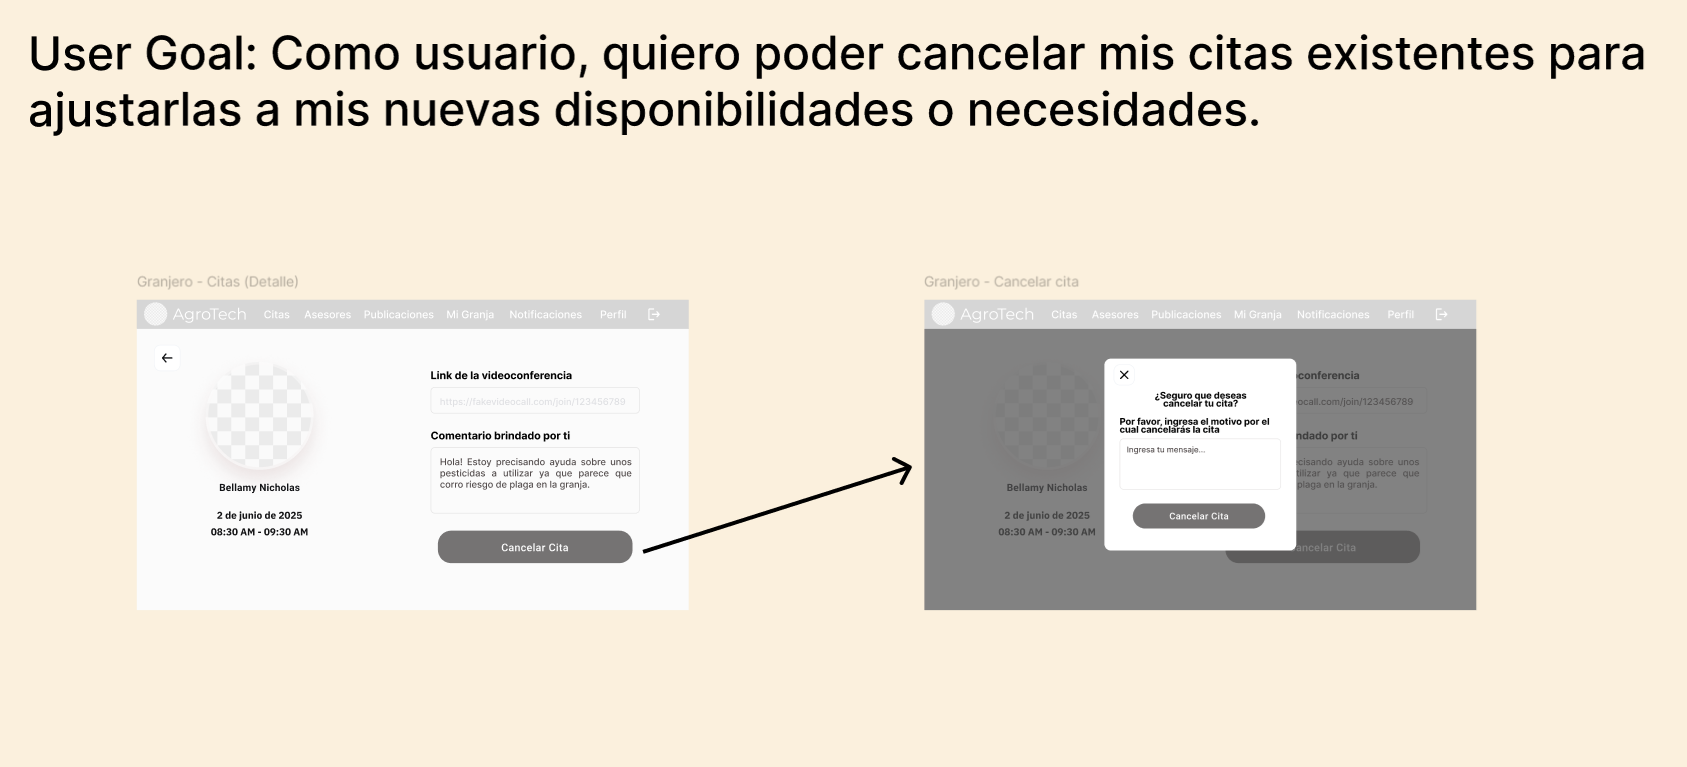 User Goal: Como usuario, quiero poder cancelar mis citas existentes para
ajustarlas a mis nuevas disponibilidades o necesidades.
Granjero - Citas (Detalle)
AgroTech Citas Asesores Publicaciones Mi Granja Notificaciones Perfil
Link de la videoconferencia
https://fakevideocall.com/join/123456789
Comentario brindado por ti
Hola! Estoy precisando ayuda sobre unos
pesticidas a utilizar ya que parece que
corro riesgo de plaga en la granja.
Bellamy Nicholas
2 de junio de 2025
08:30 AM - 09:30 AM
Cancelar Cita
Granjero - Cancelar cita
AgroTech Citas Asesores Publicaciones Mi Granja Notificaciones Perfil
¿Seguro que deseas
cancelar tu cita?
Por favor, ingresa el motivo por el
cual cancelarás la cita
Ingresa tu mensaje...
Cancelar Cita
conferencia
ocall.com/join/123456789
ndado por ti
ecisando ayuda sobre unos
tilizar ya que parece que
plaga en la granja.
Bellamy Nicholas
2 de junio de 2025
08:30 AM - 09:30 AM
ancelar Cita